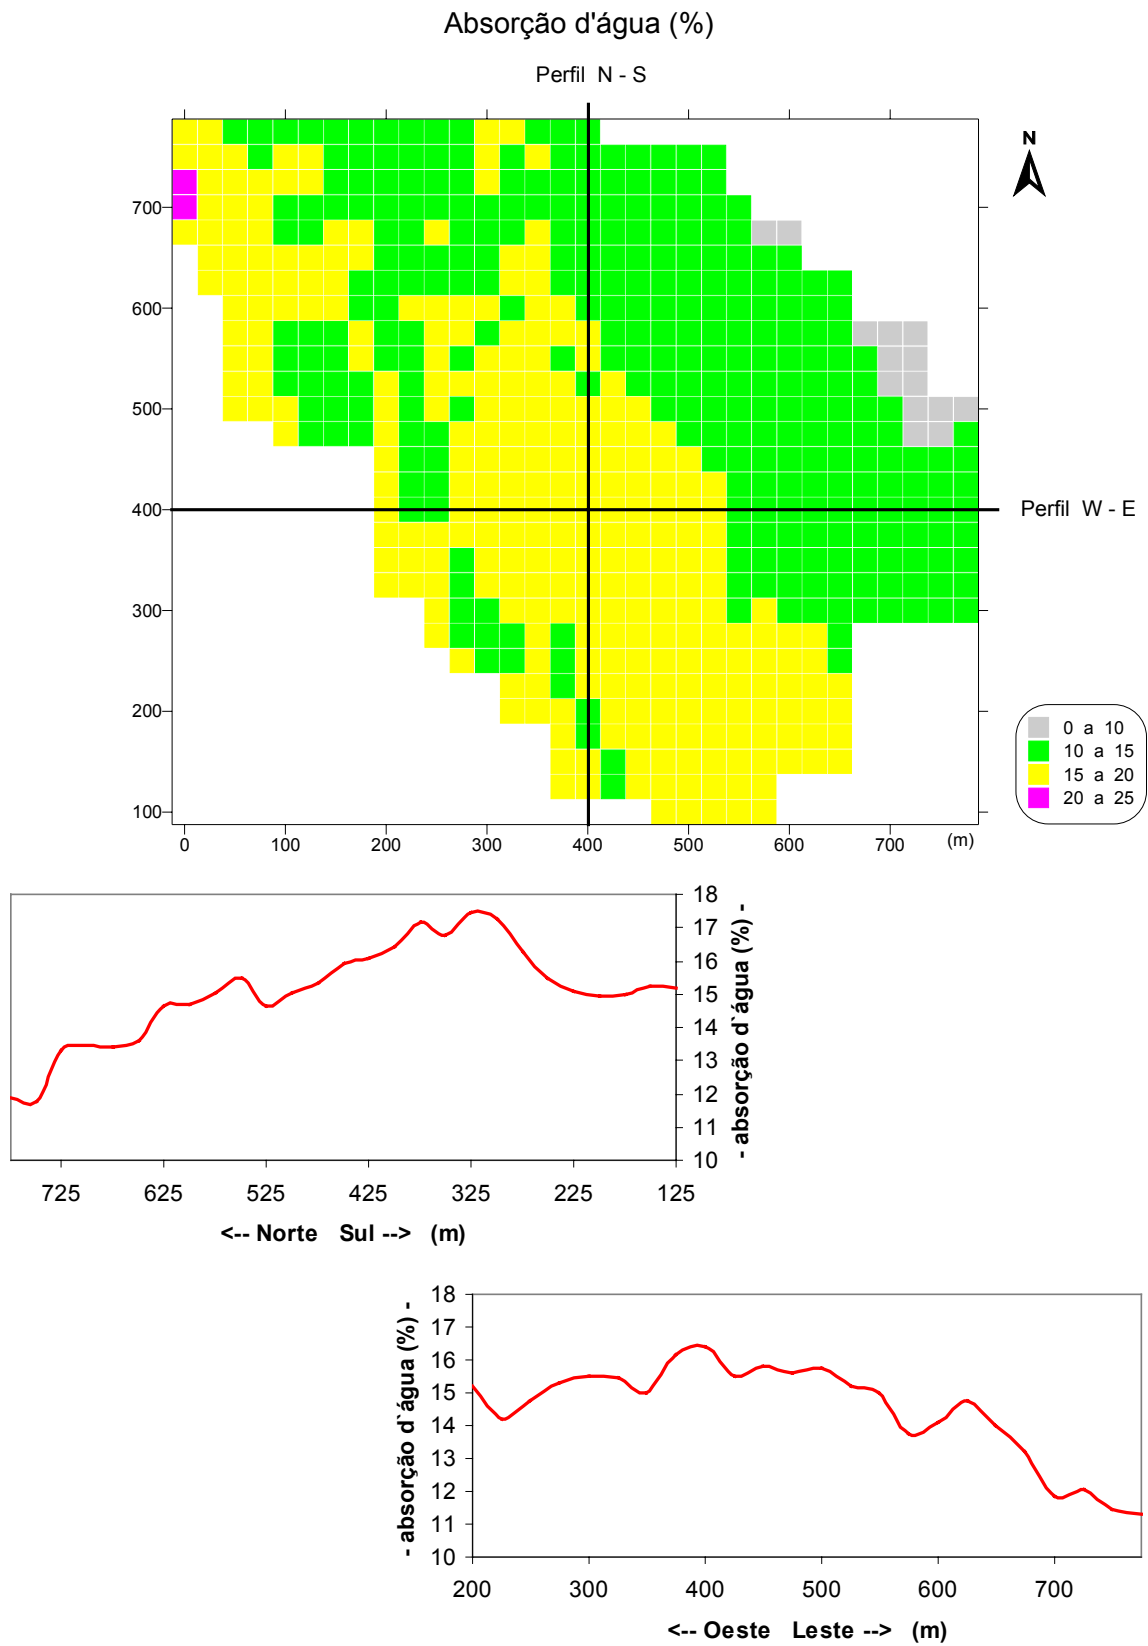 Absorção d'água (%)
Perfil N - S
N
700
600
500
400
300
200
100
Perfil W - E
0 a 10
10 a 15
15 a 20
20 a 25
0 100 200 300 400 500 600 700 (m)
18
17
16
15
14
13
12
11
10
- absorção d`água (%) -
725 625 525 425 325 225 125
<-- Norte Sul --> (m)
- absorção d`água (%) -
18
17
16
15
14
13
12
11
10
200 300 400 500 600 700
<-- Oeste Leste --> (m)